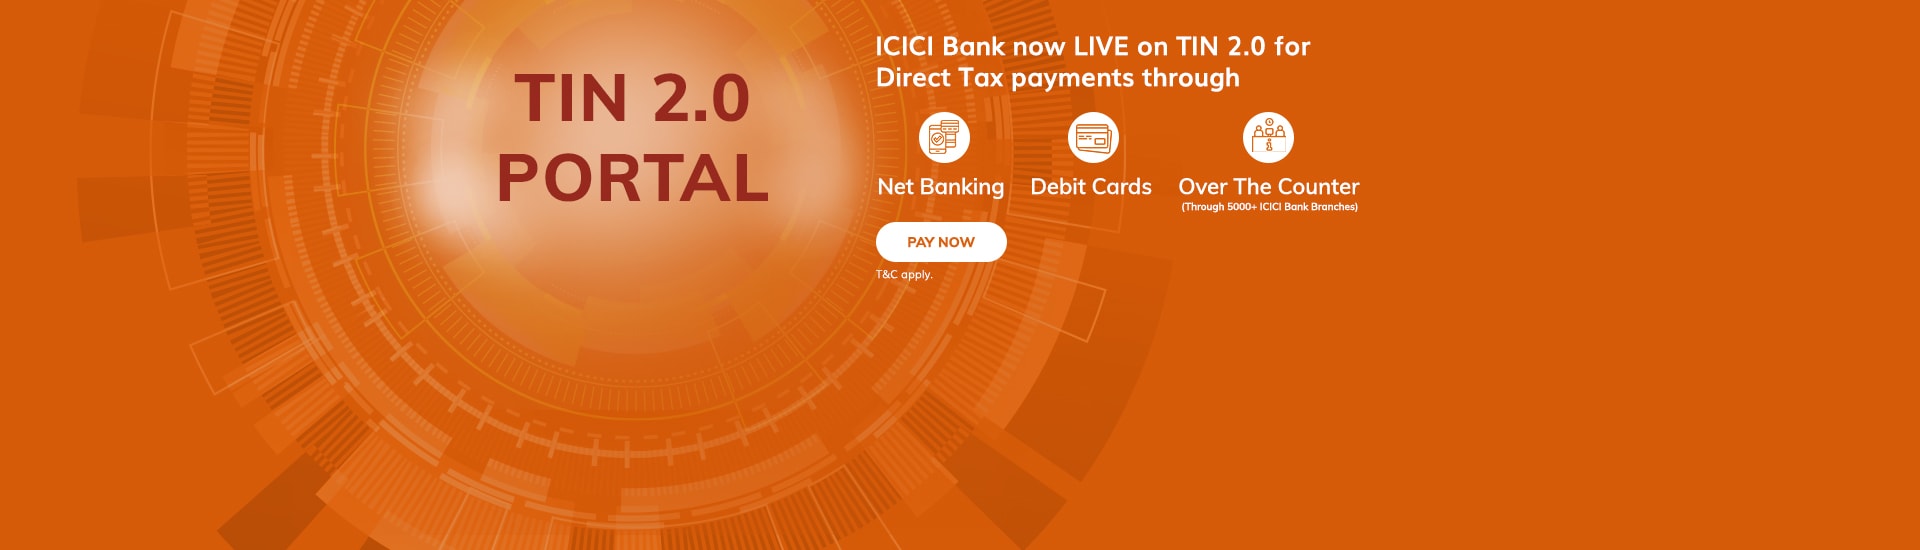 TIN 2.0
PORTAL
ICICI Bank now LIVE on TIN 2.0 for
Direct Tax payments through
Net Banking
Debit Cards
Over The Counter
(Through 5000+ ICICI Bank Branches)
PAY NOW
T&C apply.